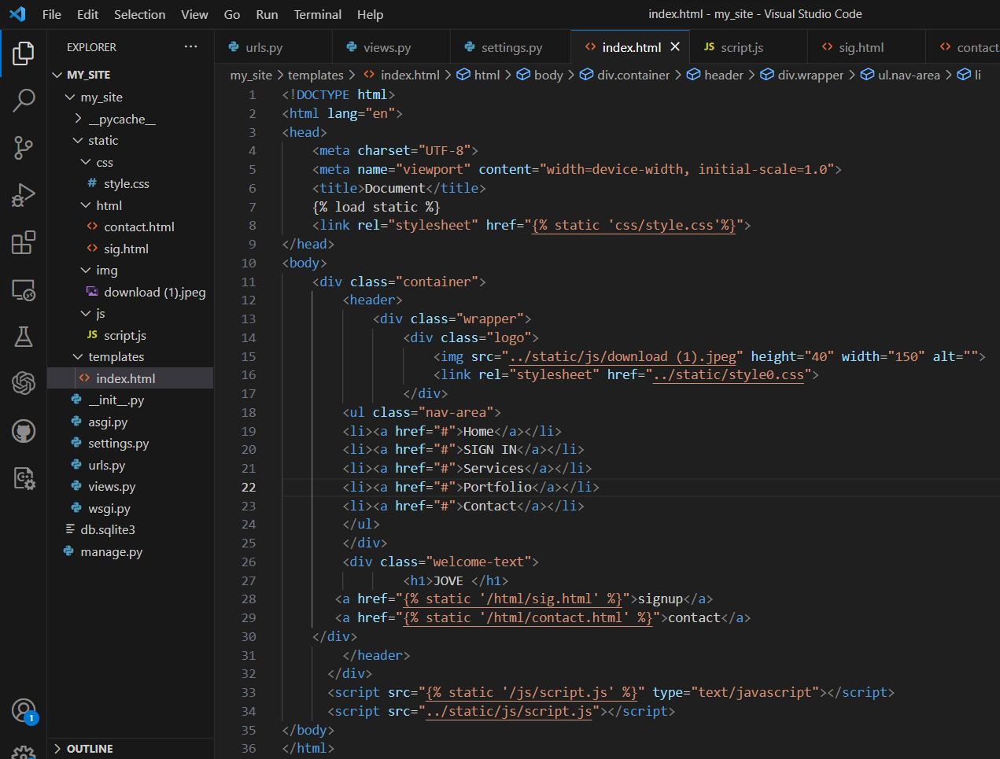 File Edit Selection View Go Run Terminal Help
index.html - my_site - Visual Studio Code
EXPLORER ···
MY_SITE
my_site
__pycache__
static
css
# style.css
html
<> contact.html
<> sig.html
img
download (1).jpeg
js
JS script.js
templates
<> index.html
__init__.py
asgi.py
settings.py
urls.py
views.py
wsgi.py
db.sqlite3
manage.py
OUTLINE
1
urls.py views.py settings.py <> index.html × JS script.js <> sig.html <> contact
my_site > templates > <> index.html > html > body > div.container > header > div.wrapper > ul.nav-area > li
1 <!DOCTYPE html>
2 <html lang="en">
3 <head>
4 <meta charset="UTF-8">
5 <meta name="viewport" content="width=device-width, initial-scale=1.0">
6 <title>Document</title>
7 {% load static %}
8 <link rel="stylesheet" href="{% static 'css/style.css'%}">
9 </head>
10 <body>
11 <div class="container">
12 <header>
13 <div class="wrapper">
14 <div class="logo">
15 <img src="../static/js/download (1).jpeg" height="40" width="150" alt="">
16 <link rel="stylesheet" href="../static/style0.css">
17 </div>
18 <ul class="nav-area">
19 <li><a href="#">Home</a></li>
20 <li><a href="#">SIGN IN</a></li>
21 <li><a href="#">Services</a></li>
22 <li><a href="#">Portfolio</a></li>
23 <li><a href="#">Contact</a></li>
24 </ul>
25 </div>
26 <div class="welcome-text">
27 <h1>JOVE </h1>
28 <a href="{% static '/html/sig.html' %}">signup</a>
29 <a href="{% static '/html/contact.html' %}">contact</a>
30 </div>
31 </header>
32 </div>
33 <script src="{% static '/js/script.js' %}" type="text/javascript"></script>
34 <script src="../static/js/script.js"></script>
35 </body>
36 </html>